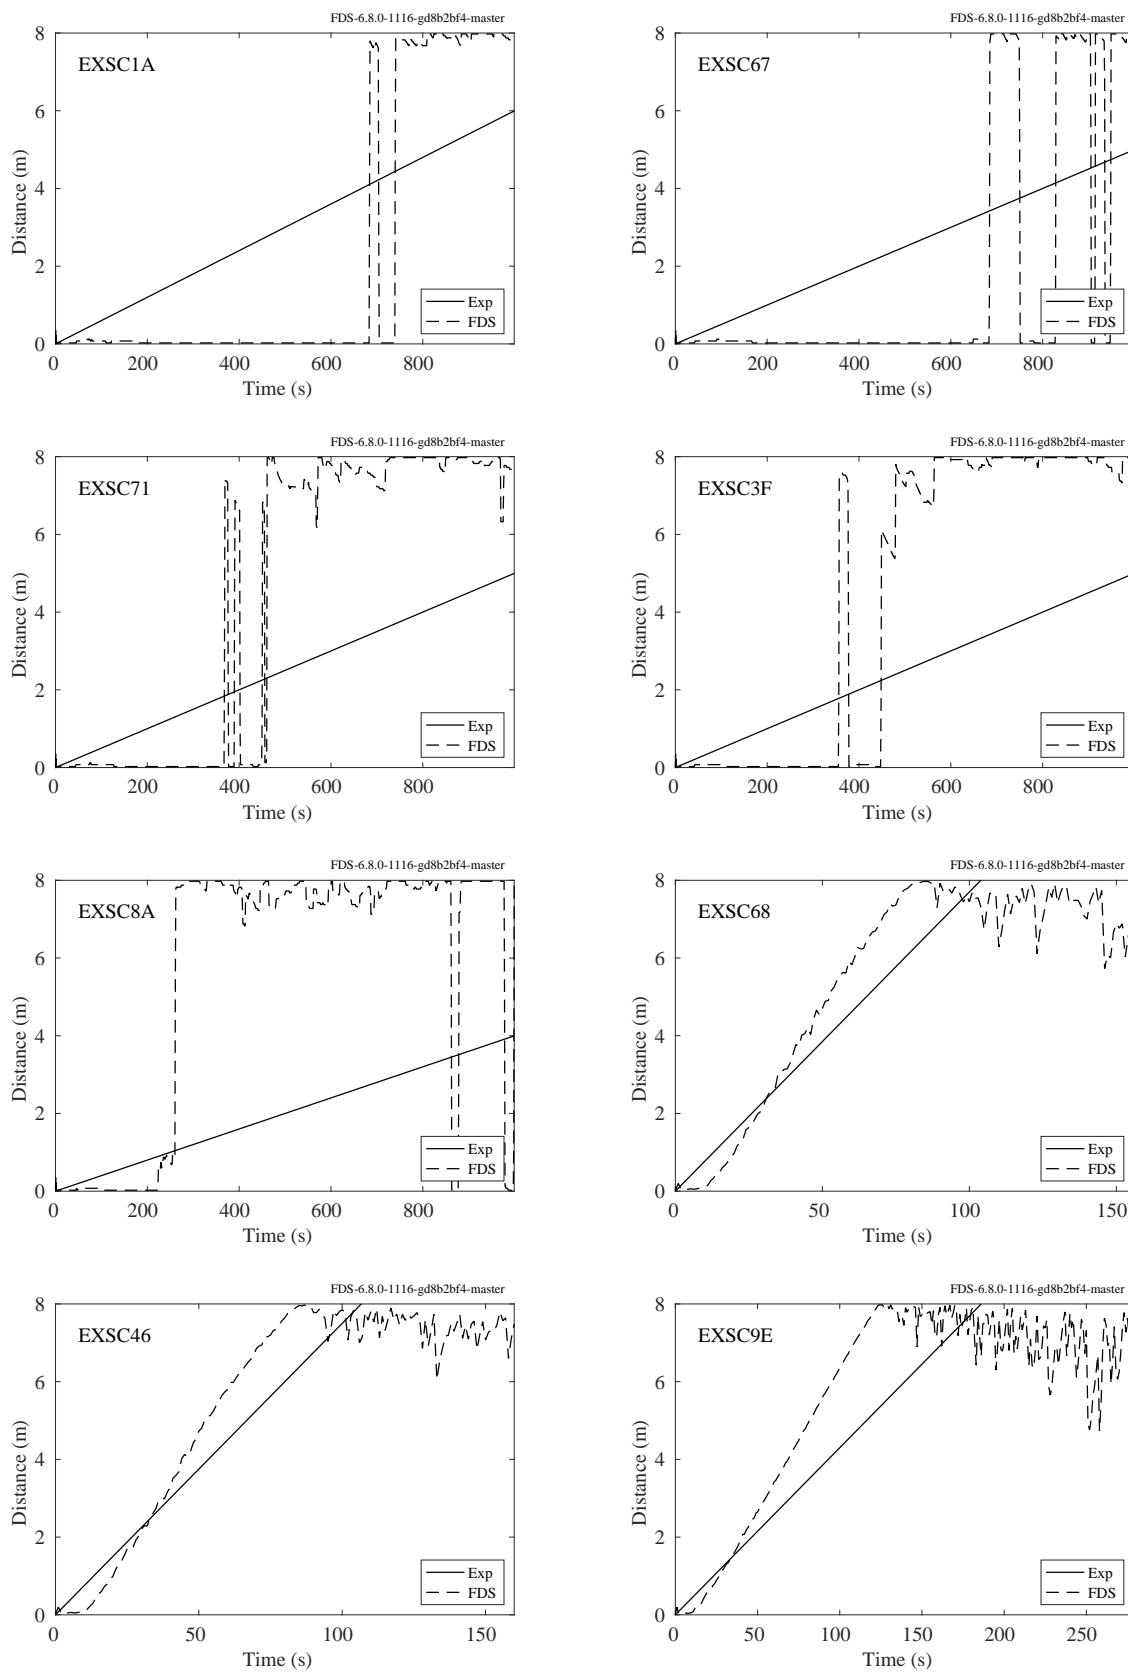 FDS-6.8.0-1116-gd8b2bf4-master
EXSC1A
Distance (m)
8
6
4
2
0
0 200 400 600 800
Time (s)
Exp
FDS
FDS-6.8.0-1116-gd8b2bf4-master
EXSC67
Distance (m)
8
6
4
2
0
0 200 400 600 800
Time (s)
Exp
FDS
FDS-6.8.0-1116-gd8b2bf4-master
EXSC71
Distance (m)
8
6
4
2
0
0 200 400 600 800
Time (s)
Exp
FDS
FDS-6.8.0-1116-gd8b2bf4-master
EXSC3F
Distance (m)
8
6
4
2
0
0 200 400 600 800
Time (s)
Exp
FDS
FDS-6.8.0-1116-gd8b2bf4-master
EXSC8A
Distance (m)
8
6
4
2
0
0 200 400 600 800
Time (s)
Exp
FDS
FDS-6.8.0-1116-gd8b2bf4-master
EXSC68
Distance (m)
8
6
4
2
0
0 50 100 150
Time (s)
Exp
FDS
FDS-6.8.0-1116-gd8b2bf4-master
EXSC46
Distance (m)
8
6
4
2
0
0 50 100 150
Time (s)
Exp
FDS
FDS-6.8.0-1116-gd8b2bf4-master
EXSC9E
Distance (m)
8
6
4
2
0
0 50 100 150 200 250
Time (s)
Exp
FDS